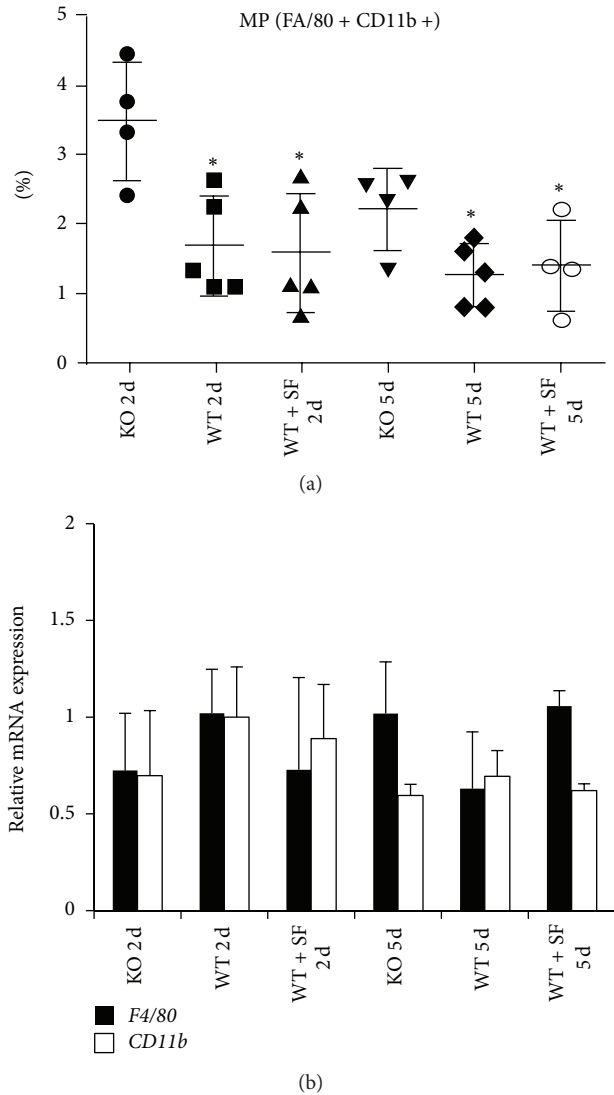 MP (FA/80 + CD11b +)
5
4
3
2
1
0
(%)
*
*
*
*
KO 2 d
WT 2 d
WT + SF
2 d
KO 5 d
WT 5 d
WT + SF
5 d
(a)
2
1.5
1
0.5
0
Relative mRNA expression
KO 2 d
WT 2 d
WT + SF
2 d
KO 5 d
WT 5 d
WT + SF
5 d
F4/80
CD11b
(b)